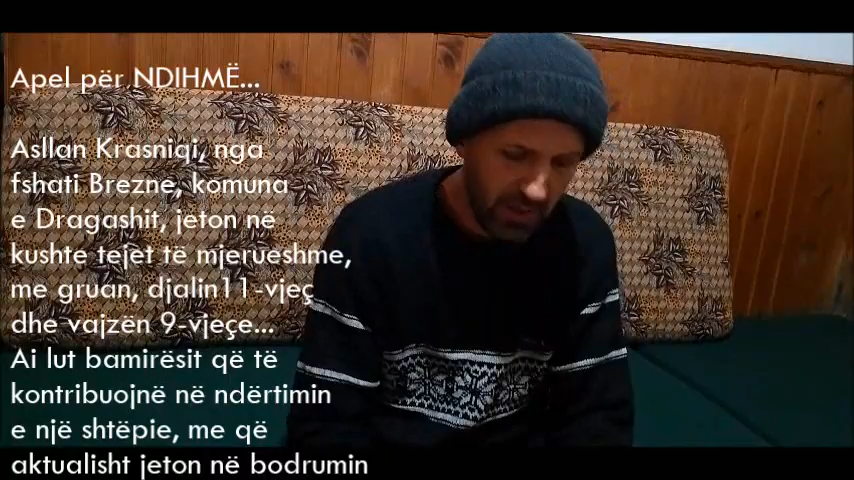 Apel për NDIHMË...
Asllan Krasniqi, nga
fshati Brezne, komuna
e Dragashit, jeton në
kushte tejet të mjerueshme,
me gruan, djalin11-vjeç
dhe vajzën 9-vjeçe...
Ai lut bamirësit që të
kontribuojnë në ndërtimin
e një shtëpie, me që
aktualisht jeton në bodrumin